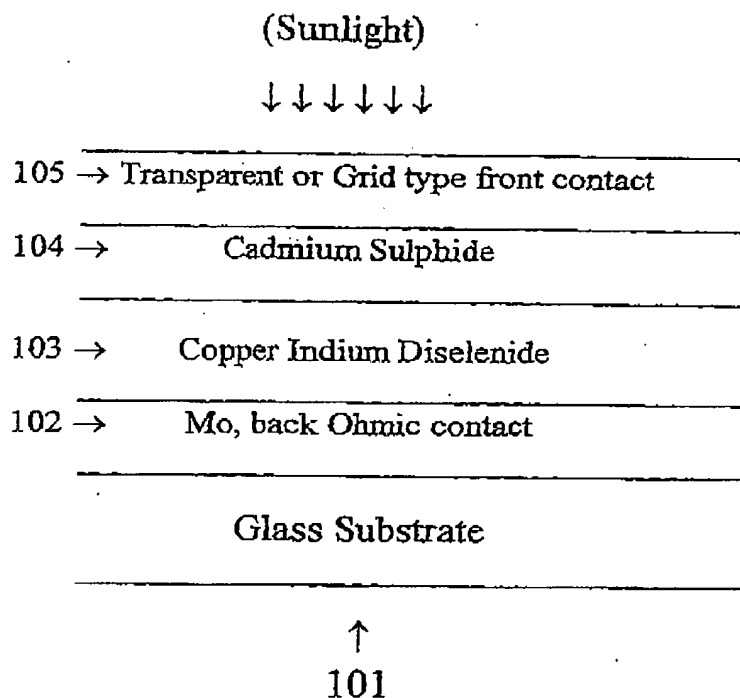 (Sunlight)
↓ ↓ ↓ ↓ ↓ ↓
105 → Transparent or Grid type front contact
104 → Cadmium Sulphide
103 → Copper Indium Diselenide
102 → Mo, back Ohmic contact
Glass Substrate
↑
101